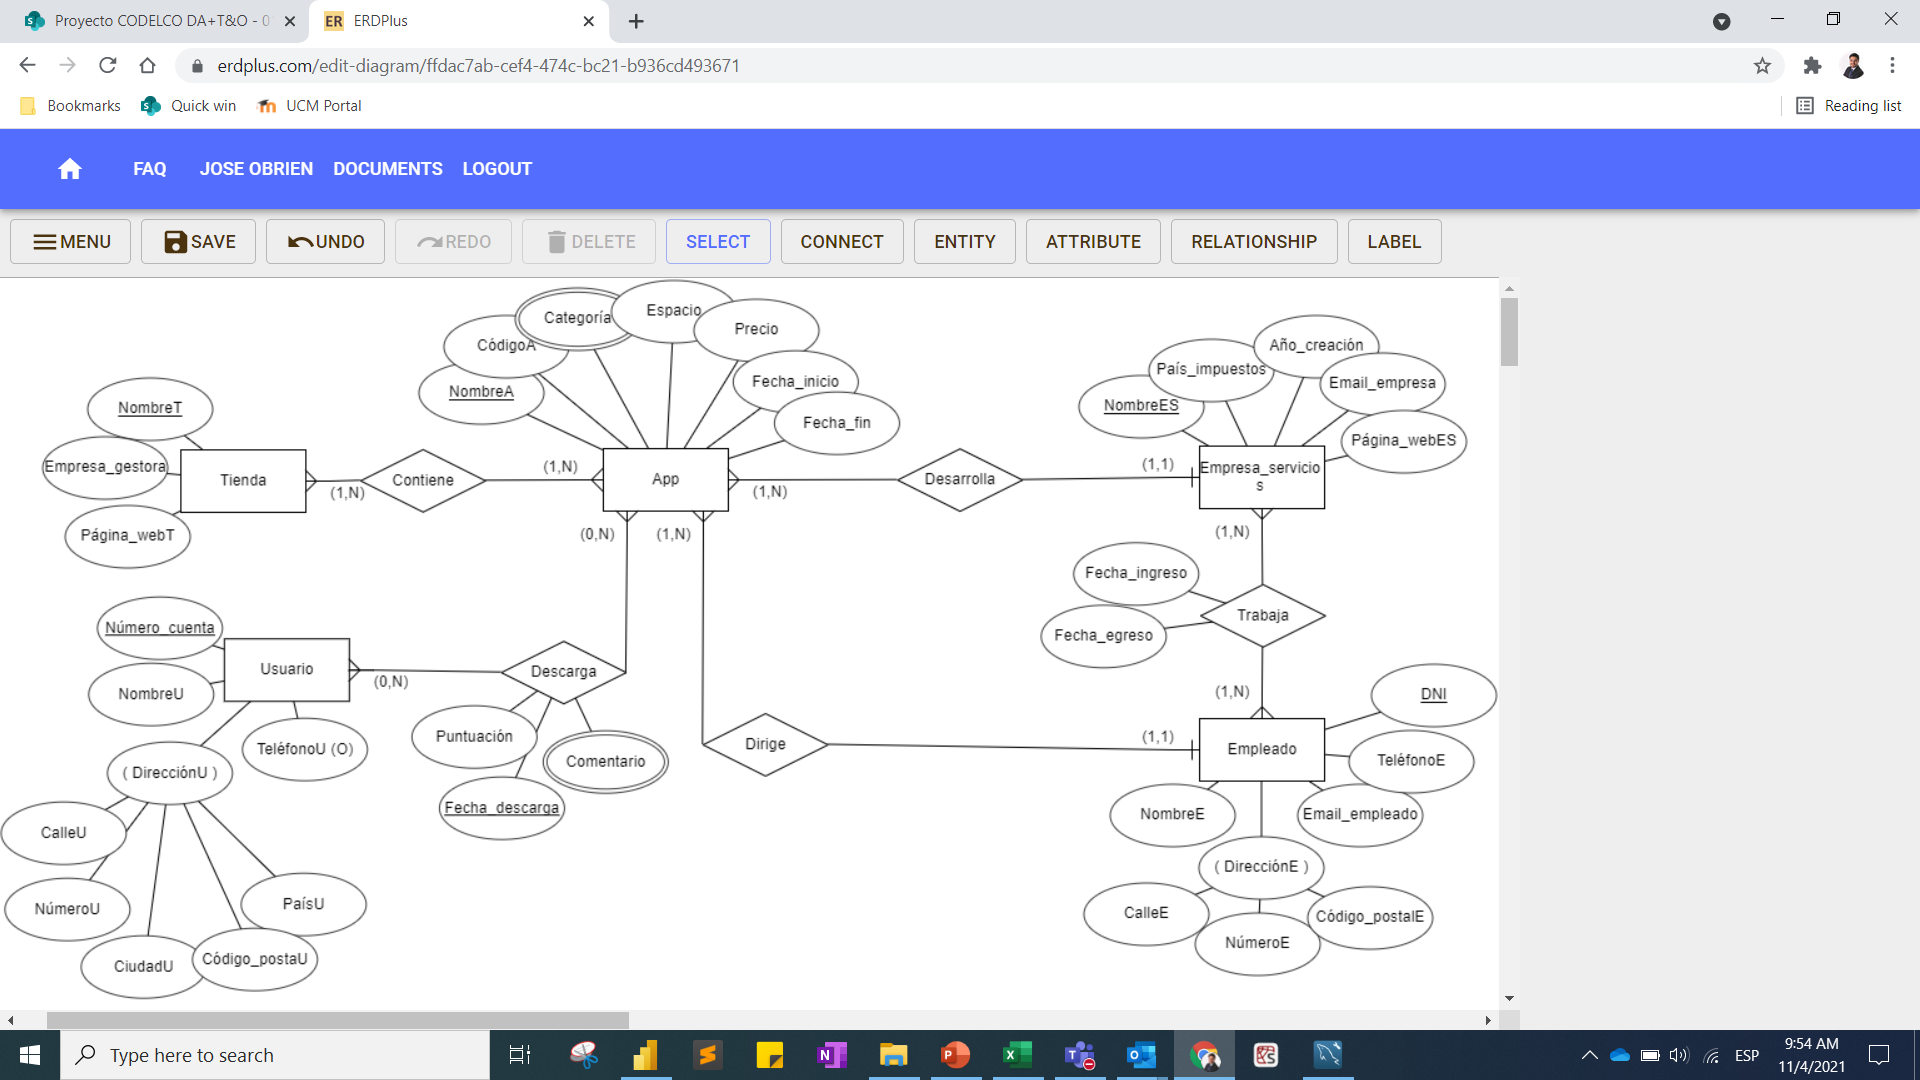 Proyecto CODELCO DA+T&O - 0
ERDPlus
erdplus.com/edit-diagram/ffdac7ab-cef4-474c-bc21-b936cd493671
Bookmarks
Quick win
UCM Portal
Reading list
FAQ
JOSE OBRIEN
DOCUMENTS
LOGOUT
MENU
SAVE
UNDO
REDO
DELETE
SELECT
CONNECT
ENTITY
ATTRIBUTE
RELATIONSHIP
LABEL
Categoría
Espacio
Precio
CódigoA
NombreA
Fecha_inicio
Fecha_fin
Año_creación
País_impuestos
Email_empresa
NombreES
Página_webES
NombreT
Empresa_gestora
Página_webT
Tienda
(1,N)
Contiene
(1,N)
App
(1,N)
Desarrolla
(1,1)
Empresa_servicio
s
(0,N)
(1,N)
(1,N)
Fecha_ingreso
Fecha_egreso
Trabaja
(1,N)
Número_cuenta
NombreU
Usuario
(0,N)
Descarga
TeléfonoU (O)
( DirecciónU )
Puntuación
Comentario
Fecha_descarga
Dirige
(1,1)
Empleado
DNI
TeléfonoE
Email_empleado
NombreE
( DirecciónE )
CalleE
NúmeroE
Código_postalE
CalleU
NúmeroU
CiudadU
Código_postaU
PaísU
Type here to search
ESP
9:54 AM
11/4/2021